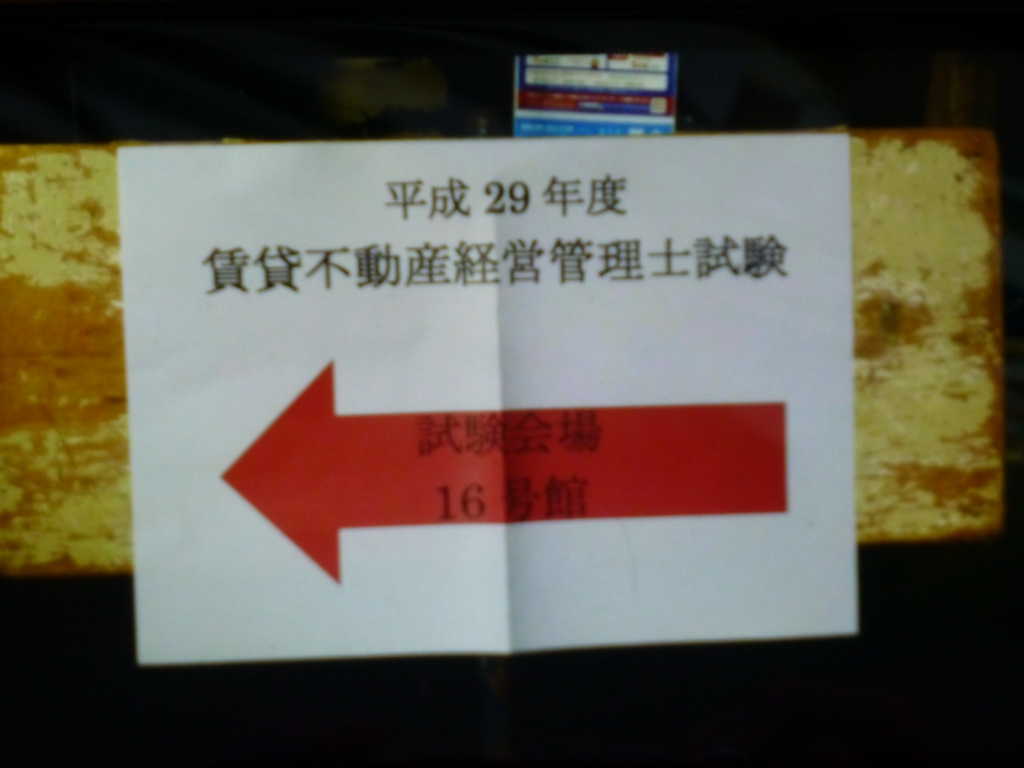 平成 29 年度
賃貸不動産経営管理士試験
試験会場
16 号館